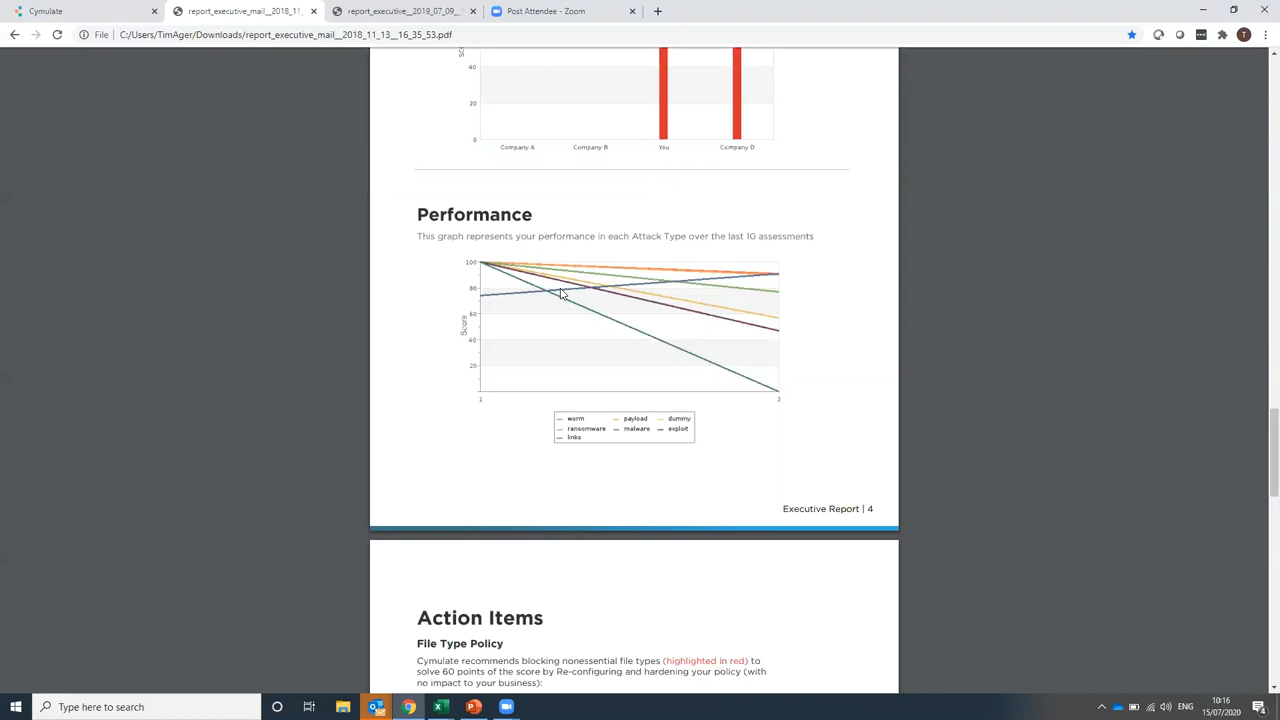 Cymulate
report_executive_mail__2018_11_
report_executive__2019_07_09__
Post Attendee - Zoom
File
C:/Users/TimAger/Downloads/report_executive_mail__2018_11_13__16_35_53.pdf
T
40
20
0
Company A
Company B
You
Company D
Performance
This graph represents your performance in each Attack Type over the last 10 assessments
100
80
60
40
20
Score
1
2
worm
payload
dummy
ransomware
malware
exploit
links
Executive Report | 4
Action Items
File Type Policy
Cymulate recommends blocking nonessential file types (highlighted in red) to
solve 60 points of the score by Re-configuring and hardening your policy (with
no impact to your business):
Type here to search
ENG
10:16
15/07/2020
4